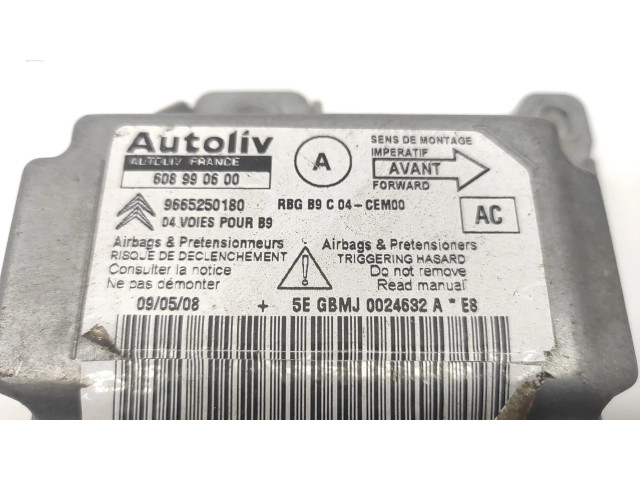 Autoliv
AUTOLIV FRANCE
608 99 06 00
A
SENS DE MONTAGE
IMPERATIF
AVANT
FORWARD
9665250180
RBG B9 C 04-CEM00
04 VOIES POUR B9
AC
Airbags & Pretensionneurs
RISQUE DE DECLENCHEMENT
Consulter la notice
Ne pas démonter
!
Airbags & Pretensioners
TRIGGERING HASARD
Do not remove
Read manual
09/05/08 + 5E GBMJ 0024632 A * E8